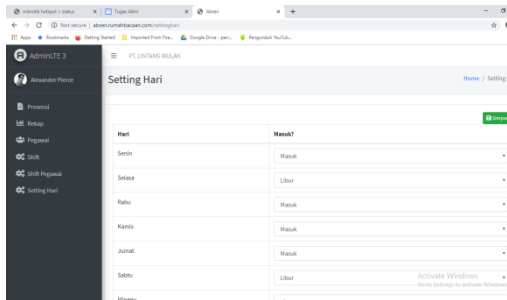 mikrotik hotspot > status
Tugas Akhir
Absen
Not secure | absen.rumahbacaan.com/settinghari
Apps
Bookmarks
Getting Started
Imported From Fire...
Google Drive - peri...
Pengunduh YouTub...
AdminLTE 3
PT. LINTANG WULAN
Alexander Pierce
Setting Hari
Home / Setting
Presensi
Rekap
Pegawai
Shift
Shift Pegawai
Setting Hari
Simpan
Hari
Masuk?
Senin
Masuk
Selasa
Libur
Rabu
Masuk
Kamis
Masuk
Jumat
Masuk
Sabtu
Libur
Activate Windows
Go to Settings to activate Windows
Minggu